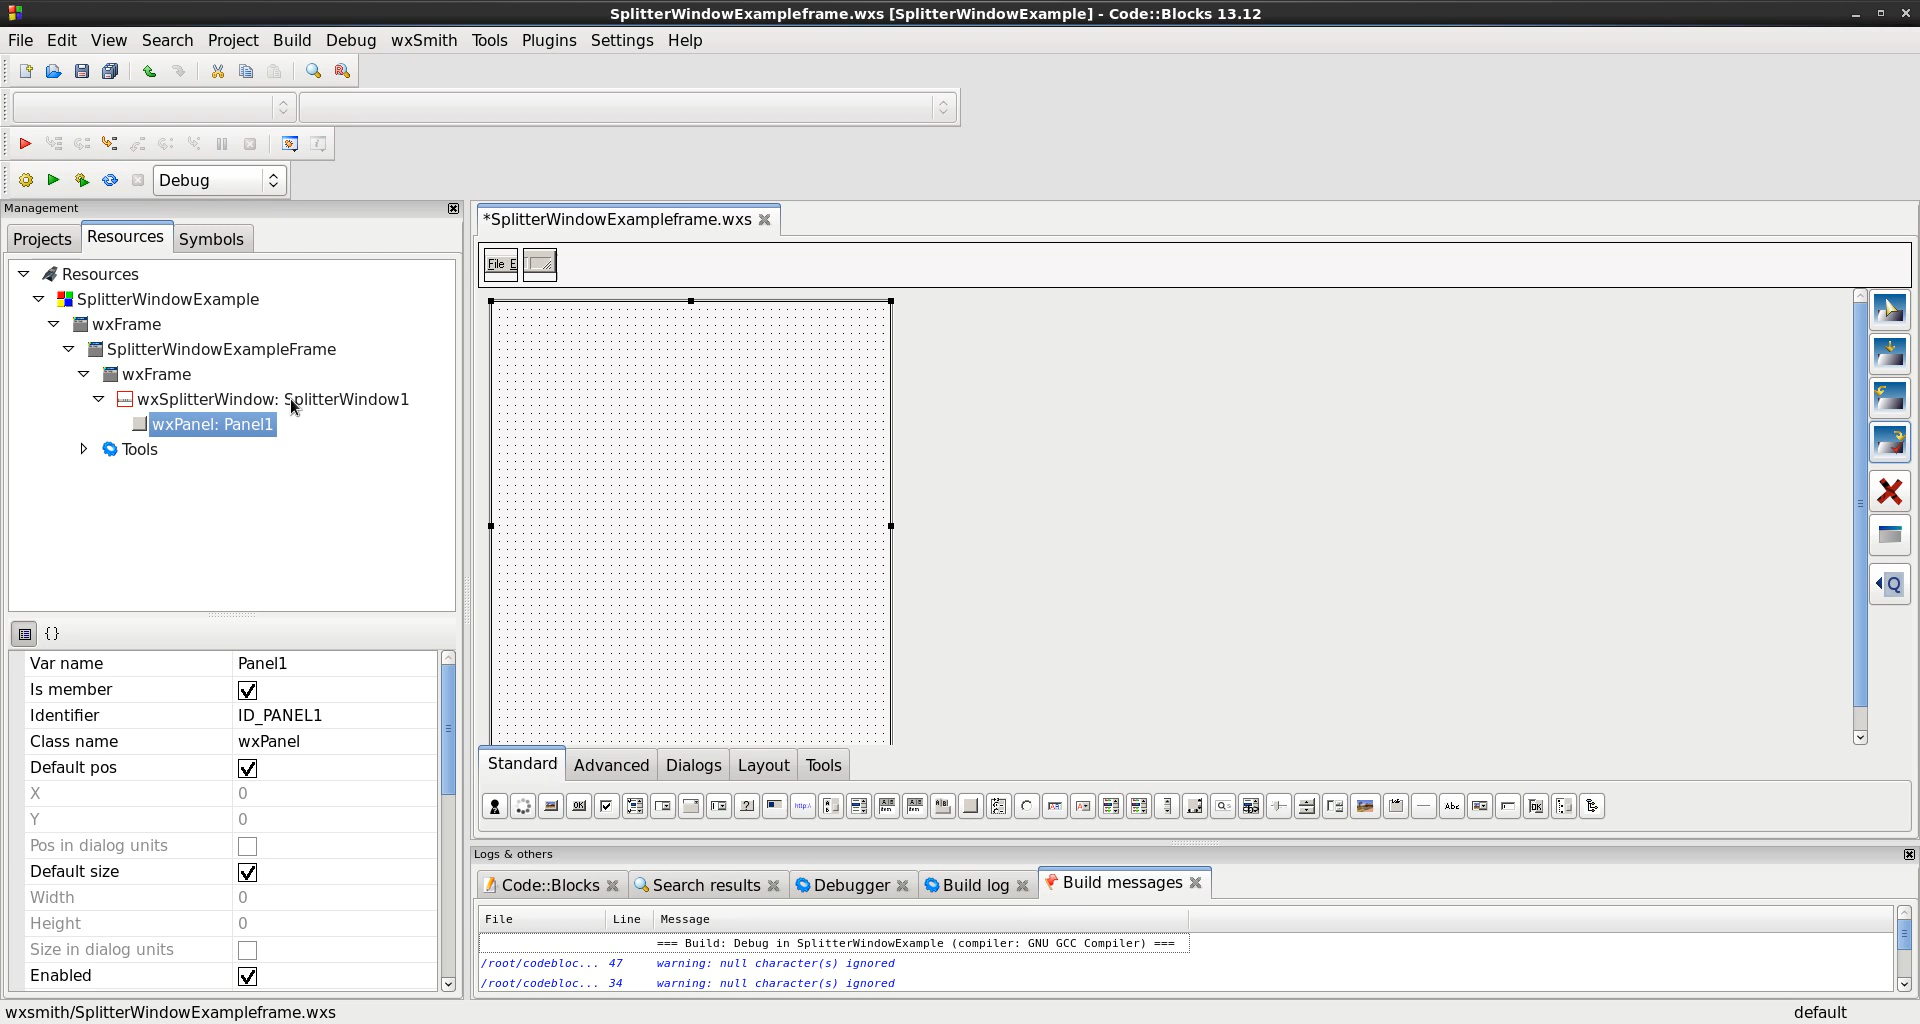 SplitterWindowExampleframe.wxs [SplitterWindowExample] - Code::Blocks 13.12
File Edit View Search Project Build Debug wxSmith Tools Plugins Settings Help
Debug
Management
Projects Resources Symbols
Resources
SplitterWindowExample
wxFrame
SplitterWindowExampleFrame
wxFrame
wxSplitterWindow: SplitterWindow1
wxPanel: Panel1
Tools
{}
Var name Panel1
Is member
Identifier ID_PANEL1
Class name wxPanel
Default pos
X 0
Y 0
Pos in dialog units
Default size
Width 0
Height 0
Size in dialog units
Enabled
*SplitterWindowExampleframe.wxs
File E
Q
Standard Advanced Dialogs Layout Tools
Logs & others
Code::Blocks Search results Debugger Build log Build messages
File Line Message
=== Build: Debug in SplitterWindowExample (compiler: GNU GCC Compiler) ===
/root/codebloc... 47 warning: null character(s) ignored
/root/codebloc... 34 warning: null character(s) ignored
wxsmith/SplitterWindowExampleframe.wxs default